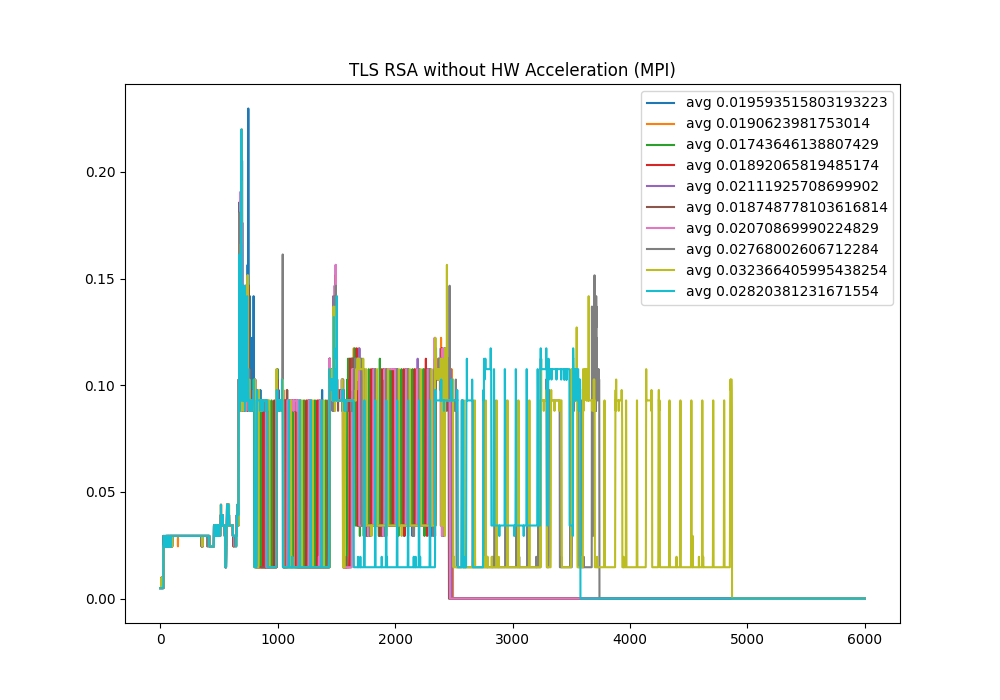 TLS RSA without HW Acceleration (MPI)
avg 0.019593515803193223
avg 0.0190623981753014
avg 0.01743646138807429
avg 0.01892065819485174
avg 0.02111925708699902
avg 0.018748778103616814
avg 0.02070869990224829
avg 0.02768002606712284
avg 0.032366405995438254
avg 0.02820381231671554
0.20
0.15
0.10
0.05
0.00
0 1000 2000 3000 4000 5000 6000